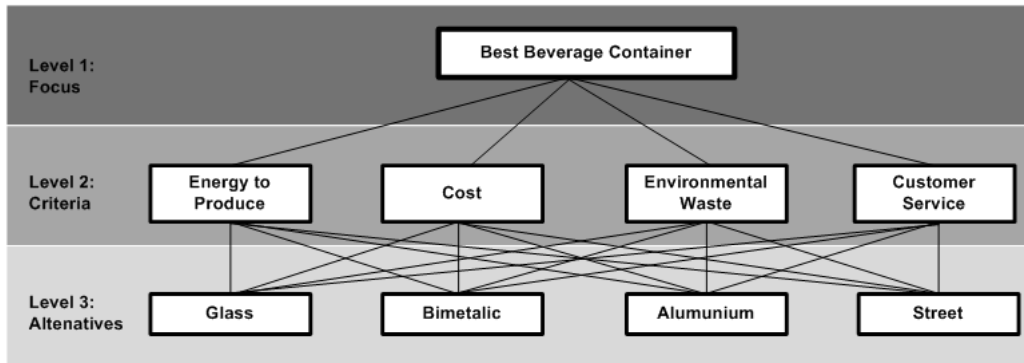 Best Beverage Container
Level 1:
Focus
Level 2:
Criteria
Energy to
Produce
Cost
Environmental
Waste
Customer
Service
Level 3:
Altenatives
Glass
Bimetalic
Alumunium
Street